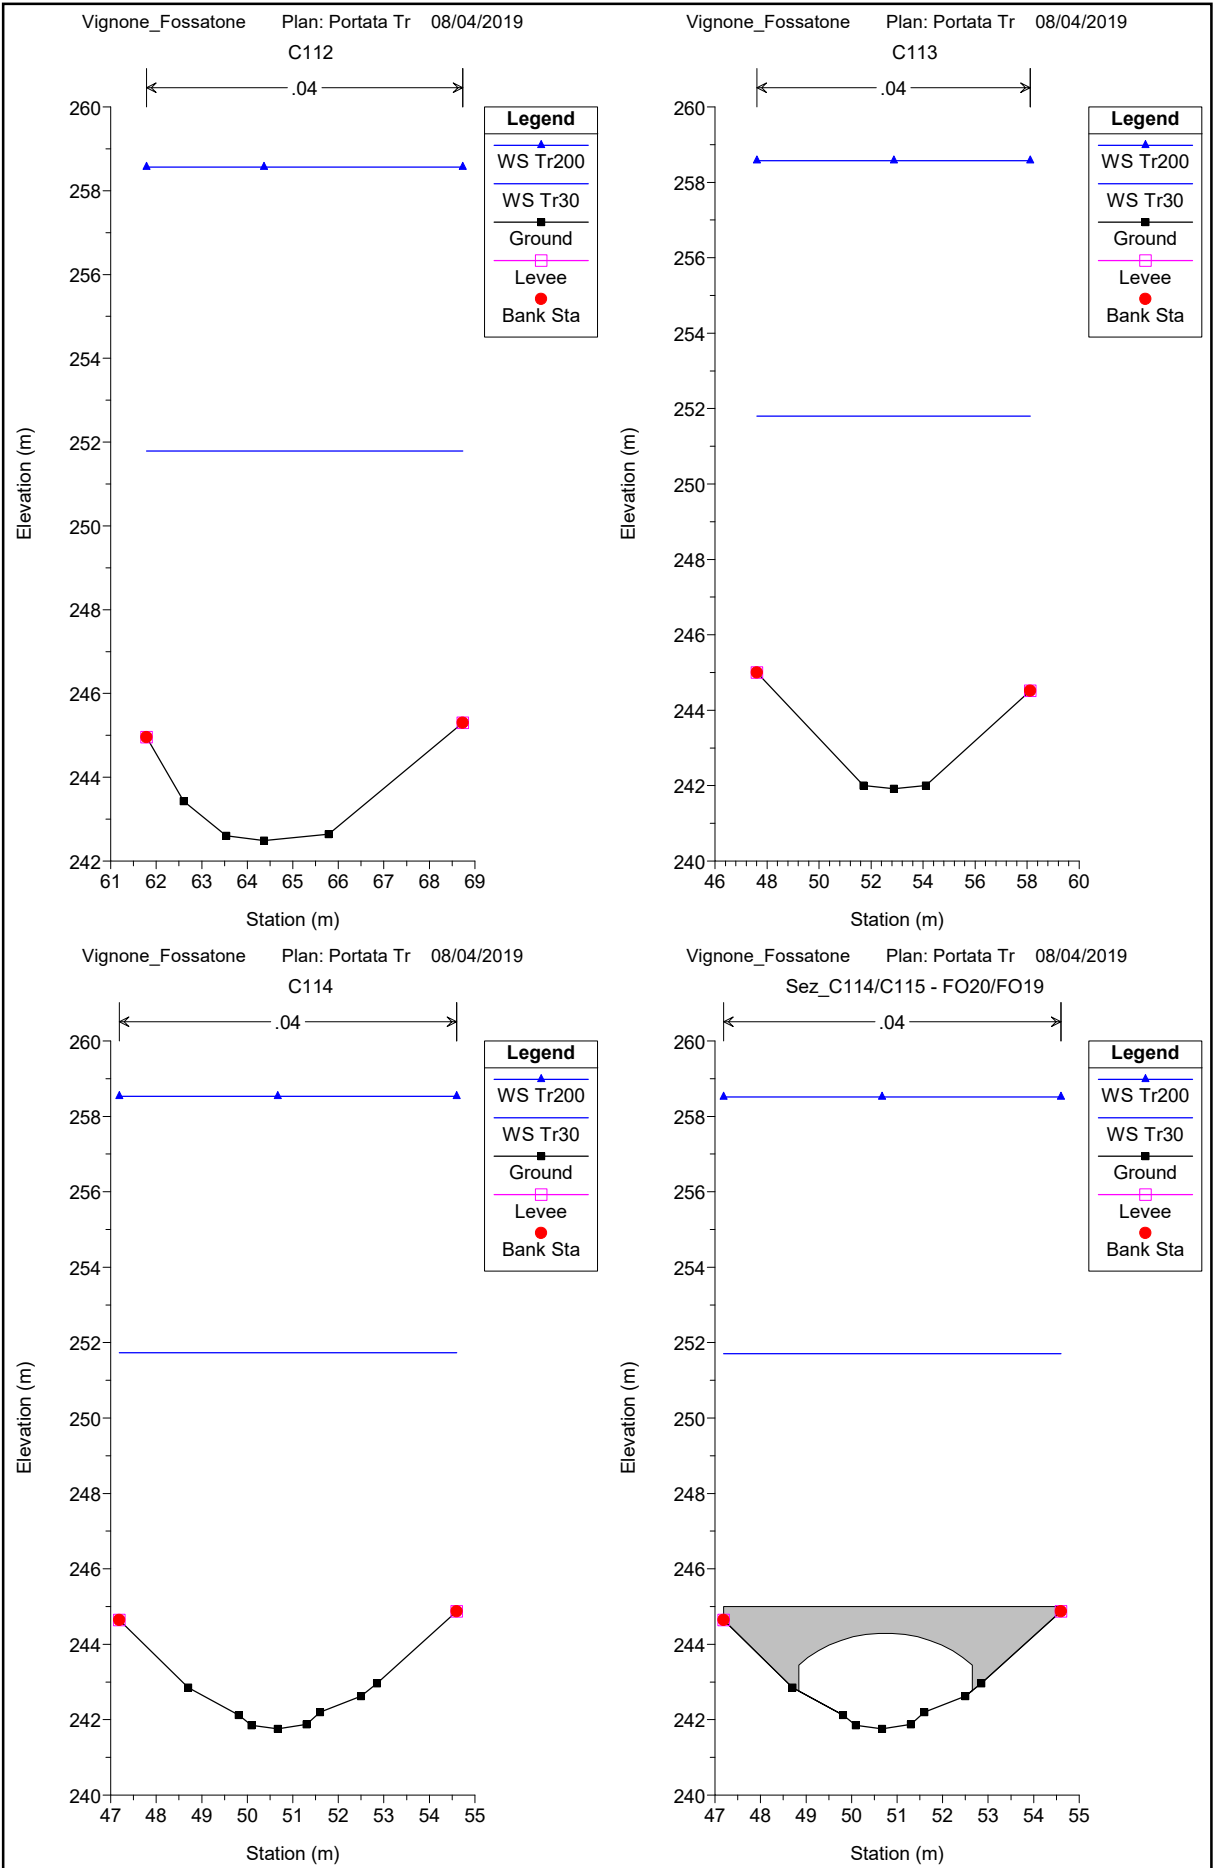 Vignone_Fossatone Plan: Portata Tr 08/04/2019
C112
.04
260
258
256
254
252
250
248
246
244
242
Elevation (m)
61 62 63 64 65 66 67 68 69
Station (m)
Legend
WS Tr200
WS Tr30
Ground
Levee
Bank Sta
Vignone_Fossatone Plan: Portata Tr 08/04/2019
C113
.04
260
258
256
254
252
250
248
246
244
242
240
Elevation (m)
46 48 50 52 54 56 58 60
Station (m)
Legend
WS Tr200
WS Tr30
Ground
Levee
Bank Sta
Vignone_Fossatone Plan: Portata Tr 08/04/2019
C114
.04
260
258
256
254
252
250
248
246
244
242
240
Elevation (m)
47 48 49 50 51 52 53 54 55
Station (m)
Legend
WS Tr200
WS Tr30
Ground
Levee
Bank Sta
Vignone_Fossatone Plan: Portata Tr 08/04/2019
Sez_C114/C115 - FO20/FO19
.04
260
258
256
254
252
250
248
246
244
242
240
Elevation (m)
47 48 49 50 51 52 53 54 55
Station (m)
Legend
WS Tr200
WS Tr30
Ground
Levee
Bank Sta